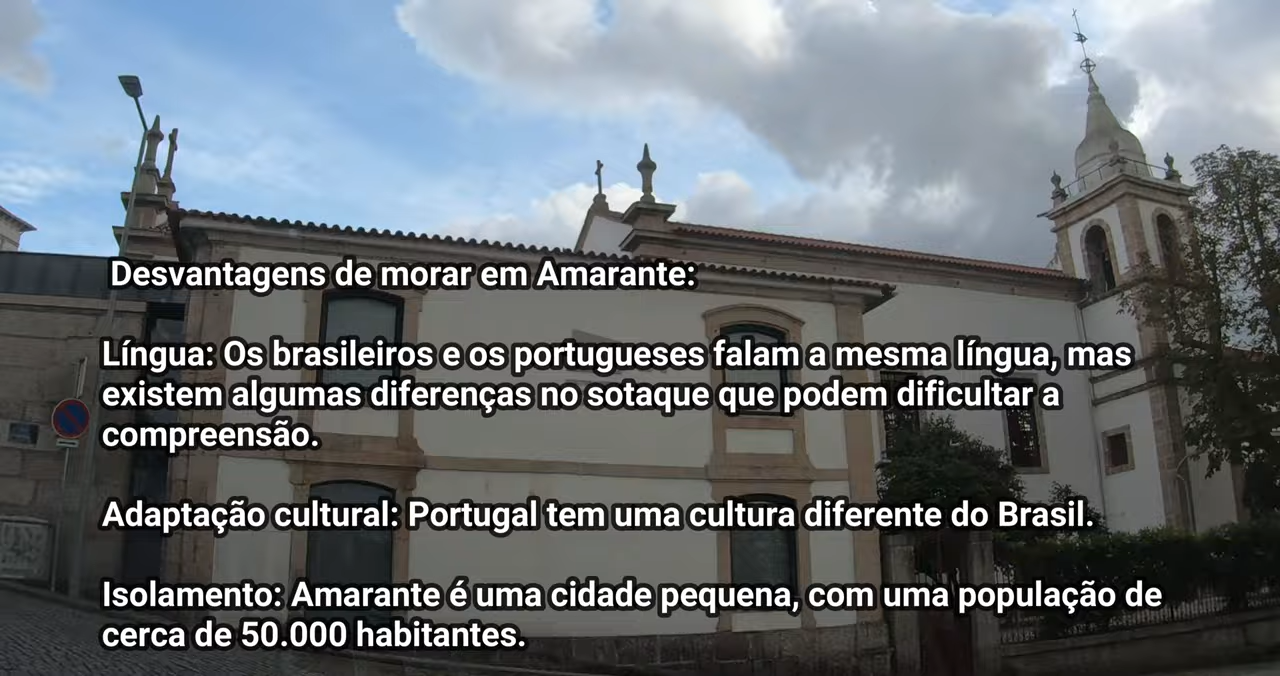 Desvantagens de morar em Amarante:
Língua: Os brasileiros e os portugueses falam a mesma língua, mas
existem algumas diferenças no sotaque que podem dificultar a
compreensão.
Adaptação cultural: Portugal tem uma cultura diferente do Brasil.
Isolamento: Amarante é uma cidade pequena, com uma população de
cerca de 50.000 habitantes.